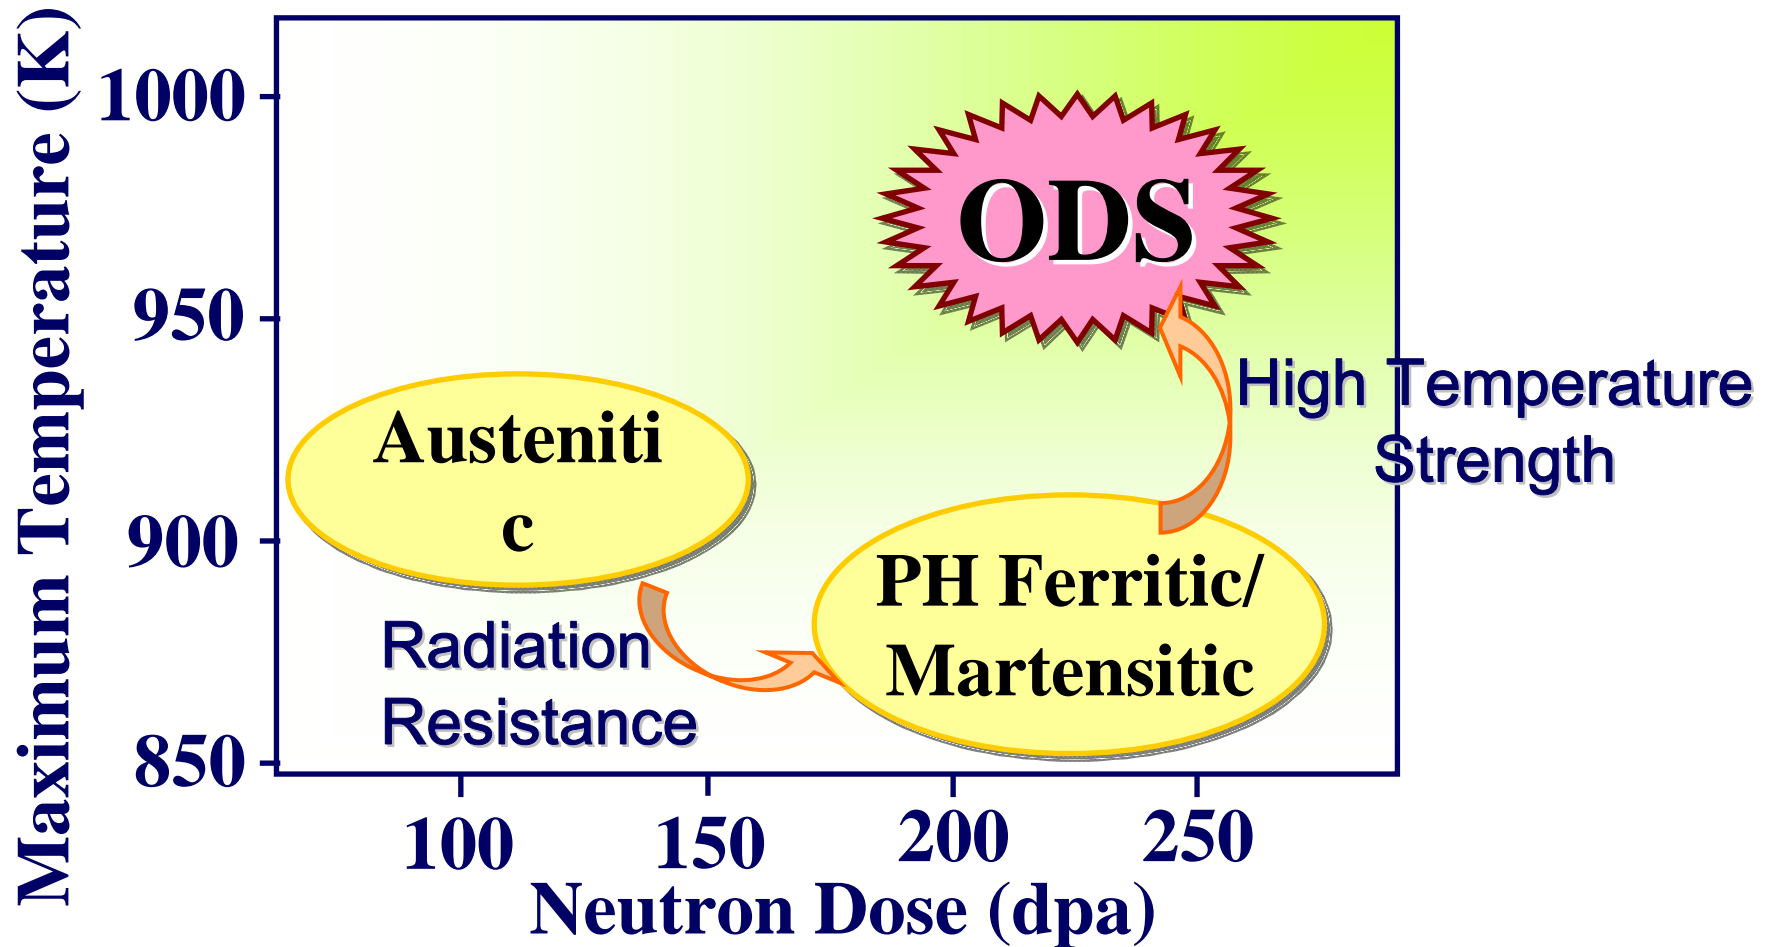 Maximum Temperature (K)
1000
950
900
850
ODS
High Temperature
Strength
Austeniti
c
PH Ferritic/
Martensitic
Radiation
Resistance
100
150
200
250
Neutron Dose (dpa)